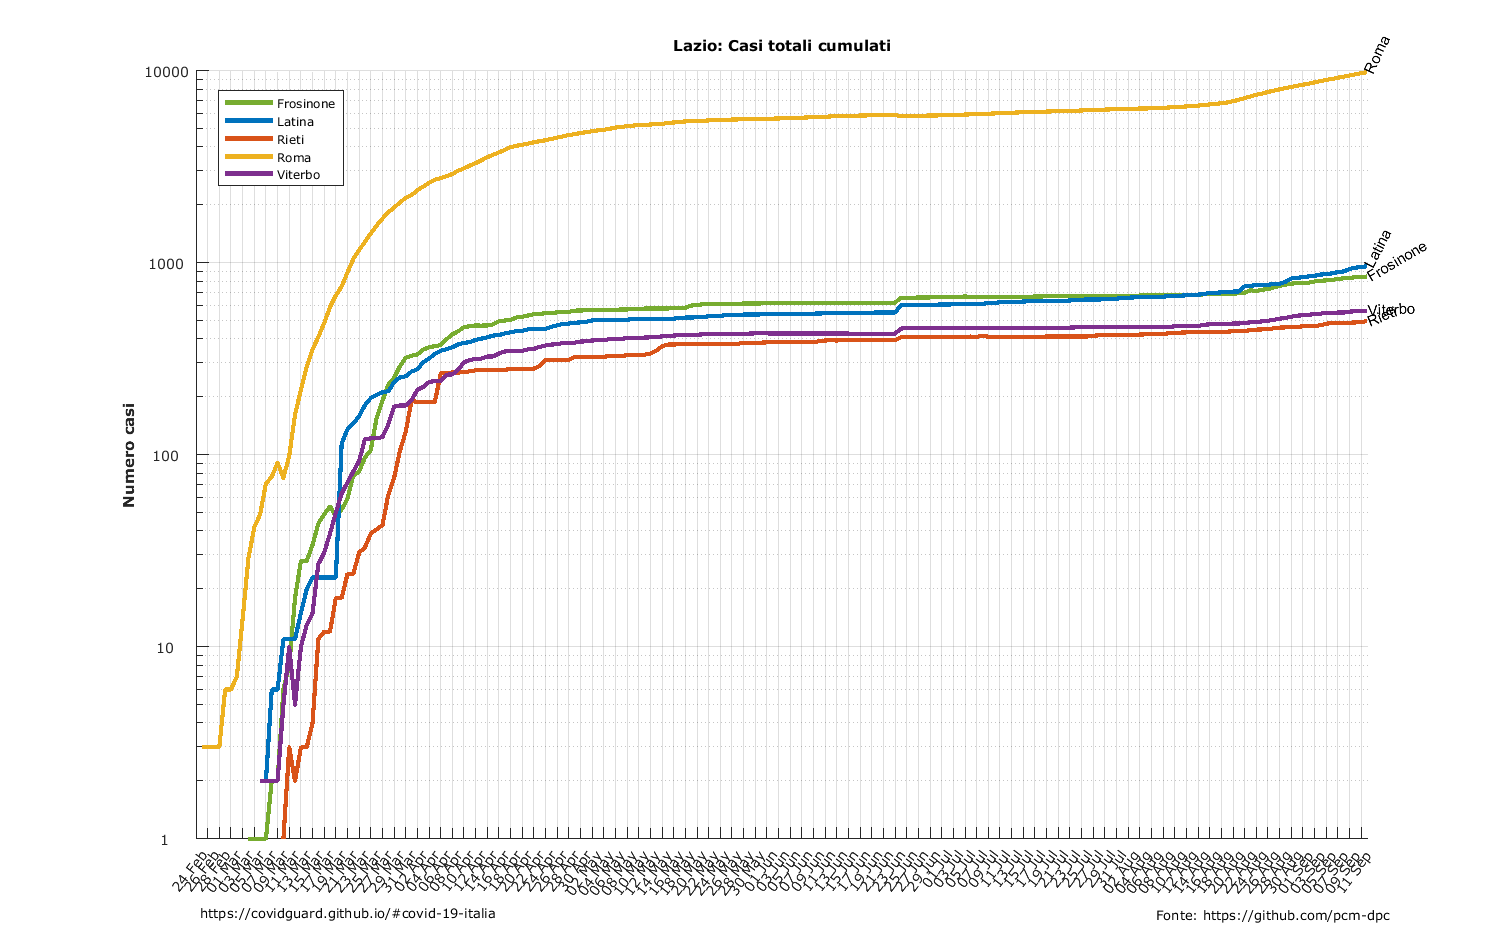 Lazio: Casi totali cumulati
Roma
10000
Frosinone
Latina
Rieti
Roma
Viterbo
Latina
Frosinone
1000
Viterbo
Rieti
100
Numero casi
10
1
24 Feb
26 Feb
28 Feb
01 Mar
03 Mar
05 Mar
07 Mar
09 Mar
11 Mar
13 Mar
15 Mar
17 Mar
19 Mar
21 Mar
23 Mar
25 Mar
27 Mar
29 Mar
31 Mar
02 Apr
04 Apr
06 Apr
08 Apr
10 Apr
12 Apr
14 Apr
16 Apr
18 Apr
20 Apr
22 Apr
24 Apr
26 Apr
28 Apr
30 Apr
02 May
04 May
06 May
08 May
10 May
12 May
14 May
16 May
18 May
20 May
22 May
24 May
26 May
28 May
30 May
01 Jun
03 Jun
05 Jun
07 Jun
09 Jun
11 Jun
13 Jun
15 Jun
17 Jun
19 Jun
21 Jun
23 Jun
25 Jun
27 Jun
29 Jun
01 Jul
03 Jul
05 Jul
07 Jul
09 Jul
11 Jul
13 Jul
15 Jul
17 Jul
19 Jul
21 Jul
23 Jul
25 Jul
27 Jul
29 Jul
31 Jul
02 Aug
04 Aug
06 Aug
08 Aug
10 Aug
12 Aug
14 Aug
16 Aug
18 Aug
20 Aug
22 Aug
24 Aug
26 Aug
28 Aug
30 Aug
01 Sep
03 Sep
05 Sep
07 Sep
09 Sep
11 Sep
https://covidguard.github.io/#covid-19-italia
Fonte: https://github.com/pcm-dpc